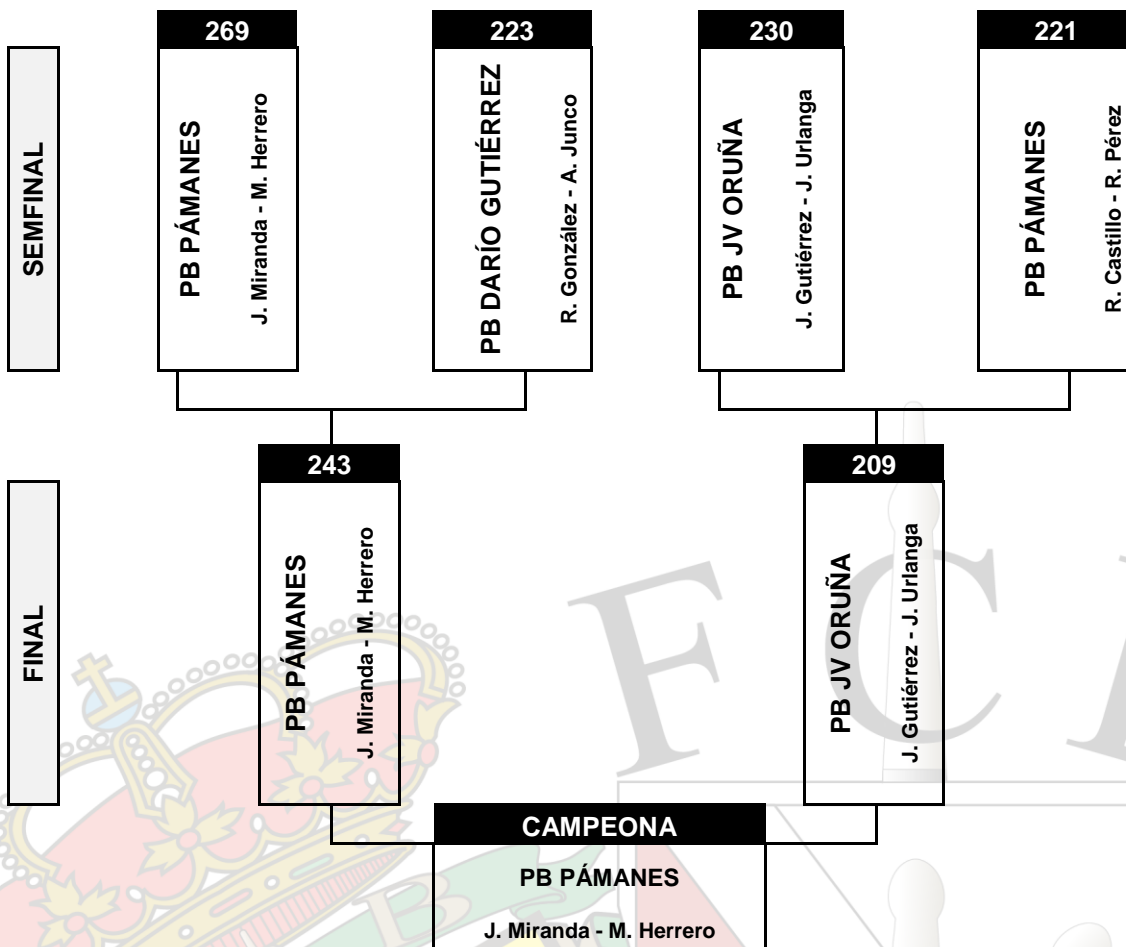 269
223
230
221
SEMFINAL
PB PÁMANES
J. Miranda - M. Herrero
PB DARÍO GUTIÉRREZ
R. González - A. Junco
PB JV ORUÑA
J. Gutiérrez - J. Urlanga
PB PÁMANES
R. Castillo - R. Pérez
243
209
FINAL
PB PÁMANES
J. Miranda - M. Herrero
PB JV ORUÑA
J. Gutiérrez - J. Urlanga
F C
B
CAMPEONA
PB PÁMANES
J. Miranda - M. Herrero